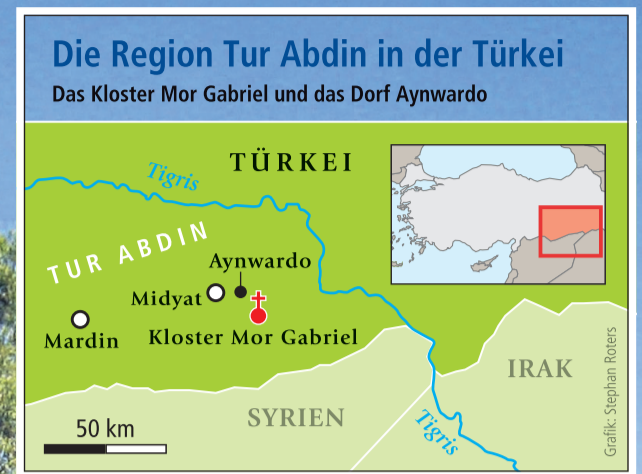 Die Region Tur Abdin in der Türkei
Das Kloster Mor Gabriel und das Dorf Aynwardo
TÜRKEI
Tigris
TUR ABDIN
Aynwardo
Midyat
Mardin
Kloster Mor Gabriel
IRAK
SYRIEN
Tigris
50 km
Grafik: Stephan Roters